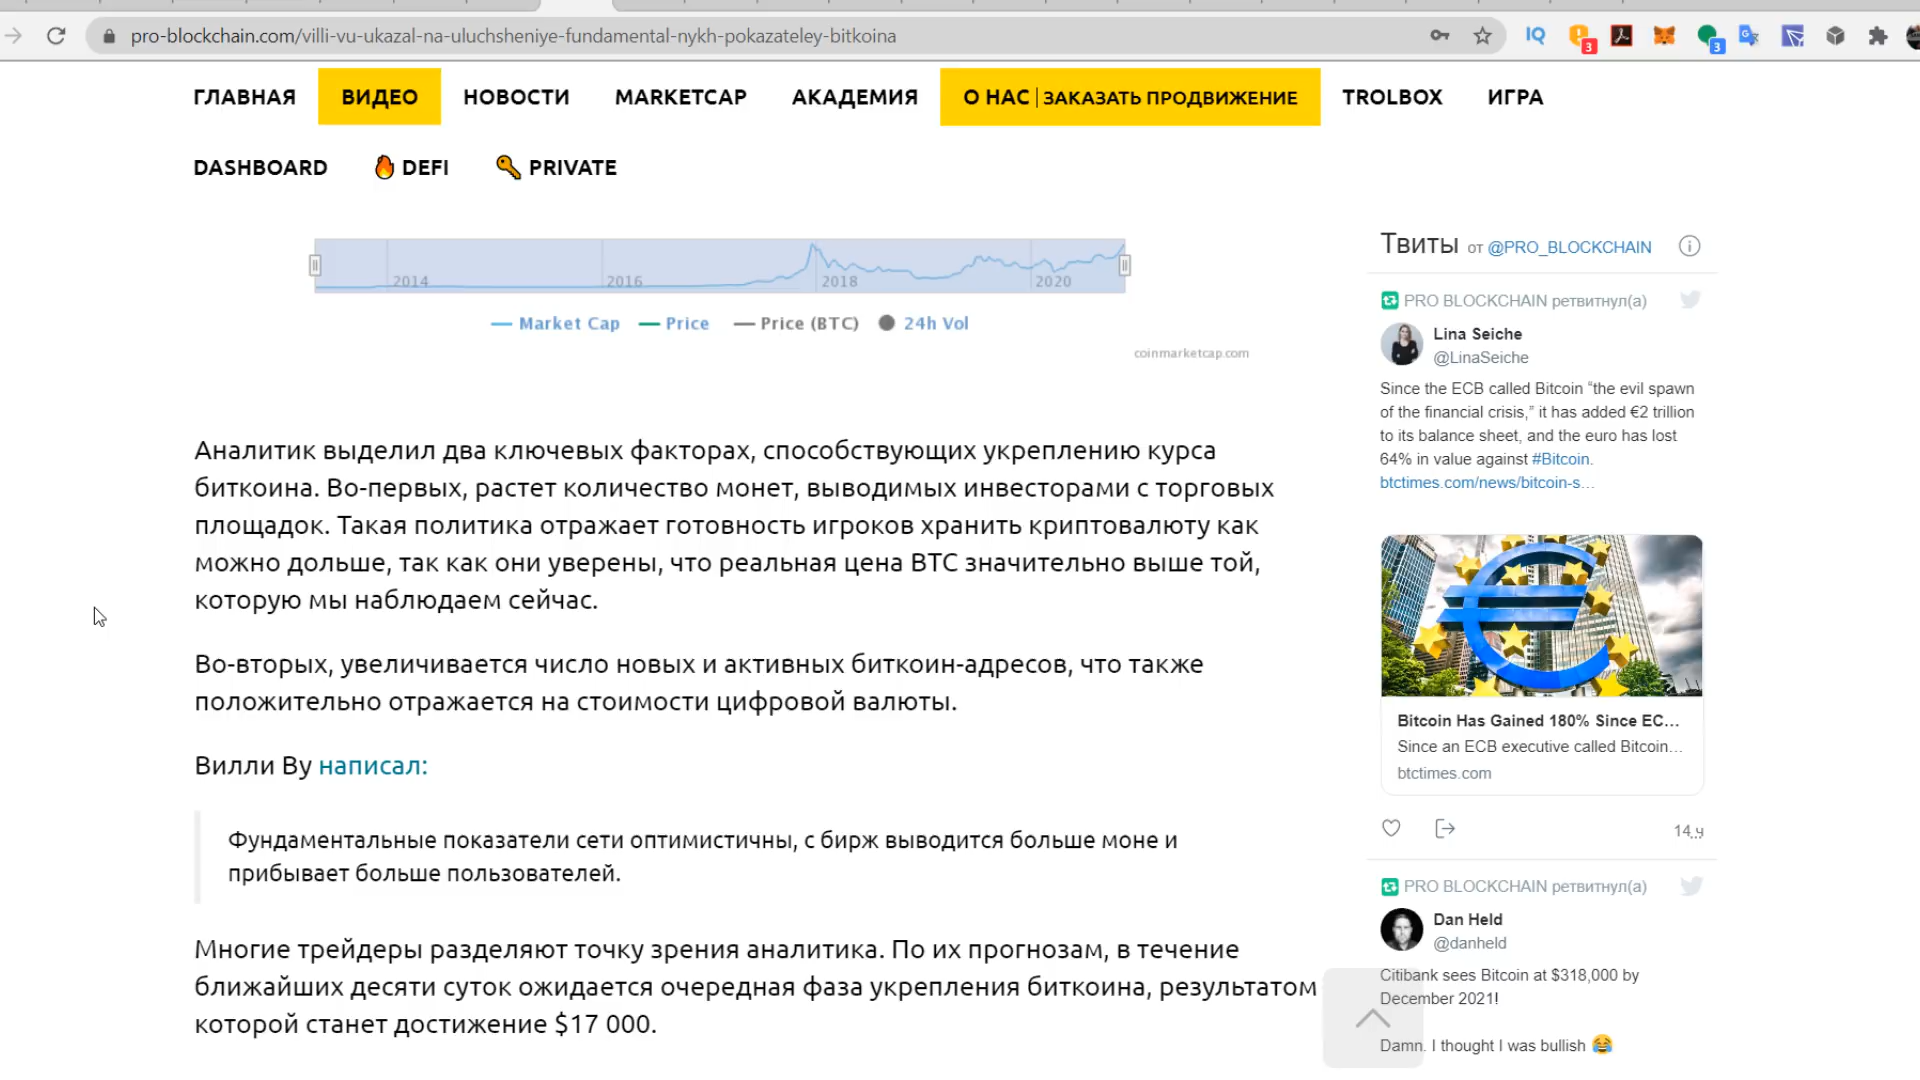 pro-blockchain.com/villi-vu-ukazal-na-uluchsheniye-fundamental-nykh-pokazateley-bitkoina
IQ
3
3
ГЛАВНАЯ ВИДЕО НОВОСТИ MARKETCAP АКАДЕМИЯ О НАС | ЗАКАЗАТЬ ПРОДВИЖЕНИЕ TROLBOX ИГРА
DASHBOARD DEFI PRIVATE
2014 2016 2018 2020
Market Cap Price Price (BTC) 24h Vol
coinmarketcap.com
Аналитик выделил два ключевых факторах, способствующих укреплению курса
биткоина. Во-первых, растет количество монет, выводимых инвесторами с торговых
площадок. Такая политика отражает готовность игроков хранить криптовалюту как
можно дольше, так как они уверены, что реальная цена BTC значительно выше той,
которую мы наблюдаем сейчас.
Во-вторых, увеличивается число новых и активных биткоин-адресов, что также
положительно отражается на стоимости цифровой валюты.
Вилли Ву написал:
Фундаментальные показатели сети оптимистичны, с бирж выводится больше моне и
прибывает больше пользователей.
Многие трейдеры разделяют точку зрения аналитика. По их прогнозам, в течение
ближайших десяти суток ожидается очередная фаза укрепления биткоина, результатом
которой станет достижение $17 000.
Твиты от @PRO_BLOCKCHAIN
PRO BLOCKCHAIN ретвитнул(а)
Lina Seiche
@LinaSeiche
Since the ECB called Bitcoin “the evil spawn
of the financial crisis,” it has added €2 trillion
to its balance sheet, and the euro has lost
64% in value against #Bitcoin.
btctimes.com/news/bitcoin-s…
Bitcoin Has Gained 180% Since EC…
Since an ECB executive called Bitcoin…
btctimes.com
14 ч
PRO BLOCKCHAIN ретвитнул(а)
Dan Held
@danheld
Citibank sees Bitcoin at $318,000 by
December 2021!
Damn. I thought I was bullish 😂